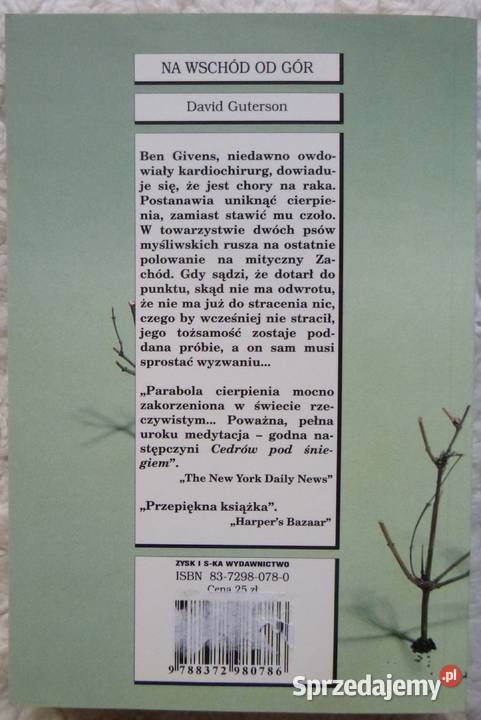 NA WSCHÓD OD GÓR
David Guterson
Ben Givens, niedawno owdo-
wiały kardiochirurg, dowiadu-
je się, że jest chory na raka.
Postanawia uniknąć cierpie-
nia, zamiast stawić mu czoło.
W towarzystwie dwóch psów
myśliwskich rusza na ostatnie
polowanie na mityczny Za-
chód. Gdy sądzi, że dotarł do
punktu, skąd nie ma odwrotu,
że nie ma już do stracenia nic,
czego by wcześniej nie stracił,
jego tożsamość zostaje pod-
dana próbie, a on sam musi
sprostać wyzwaniu...
„Parabola cierpienia mocno
zakorzeniona w świecie rze-
czywistym... Poważna, pełna
uroku medytacja – godna na-
stępczyni Cedrów pod śnie-
giem”.
„The New York Daily News”
„Przepiękna książka”.
„Harper's Bazaar”
ZYSK I S-KA WYDAWNICTWO
ISBN 83-7298-078-0
Cena 25 zł
9 788372 980786
Sprzedajemy.pl